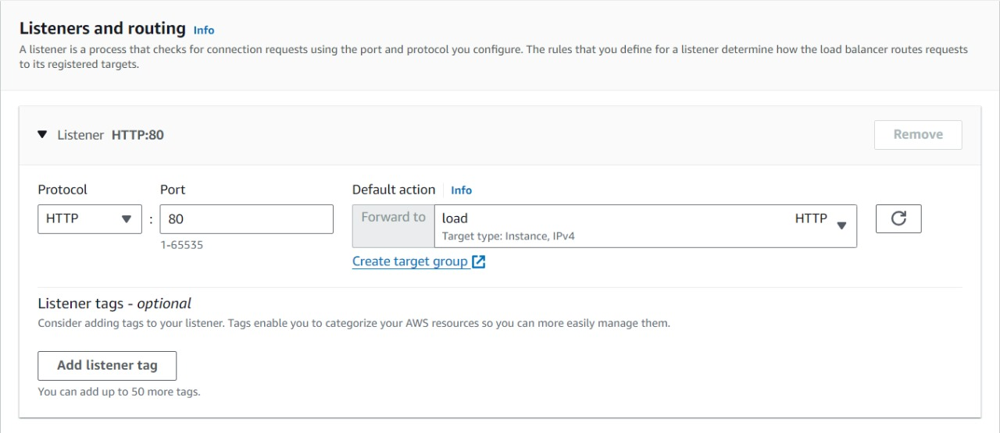 Listeners and routing Info
A listener is a process that checks for connection requests using the port and protocol you configure. The rules that you define for a listener determine how the load balancer routes requests
to its registered targets.
Listener HTTP:80
Remove
Protocol
Port
Default action
Info
HTTP
:
80
Forward to
load
HTTP
Target type: Instance, IPv4
1-65535
Create target group
Listener tags - optional
Consider adding tags to your listener. Tags enable you to categorize your AWS resources so you can more easily manage them.
Add listener tag
You can add up to 50 more tags.